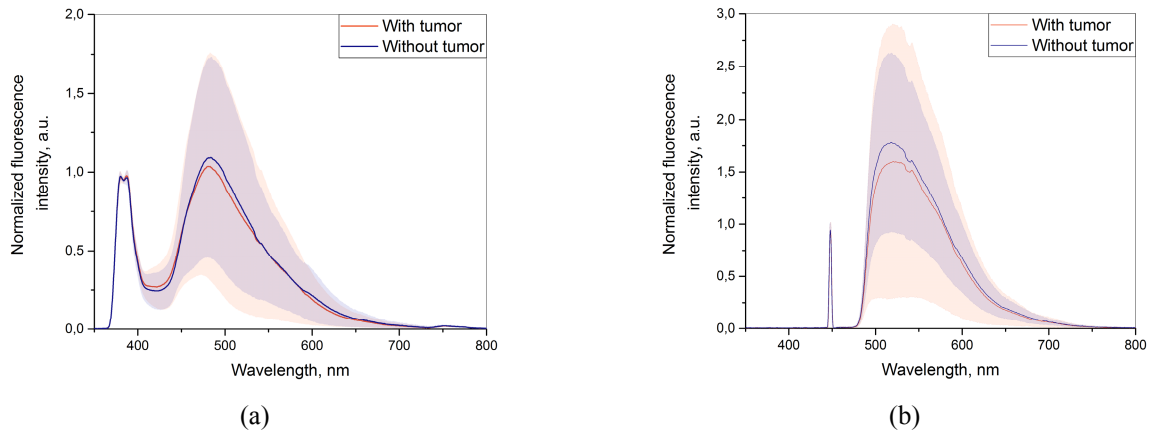 2,0
With tumor
Without tumor
1,5
1,0
0,5
0,0
Normalized fluorescence
intensity, a.u.
400
500
600
700
800
Wavelength, nm
(a)
3,0
With tumor
Without tumor
2,5
2,0
1,5
1,0
0,5
0,0
Normalized fluorescence
intensity, a.u.
400
500
600
700
800
Wavelength, nm
(b)